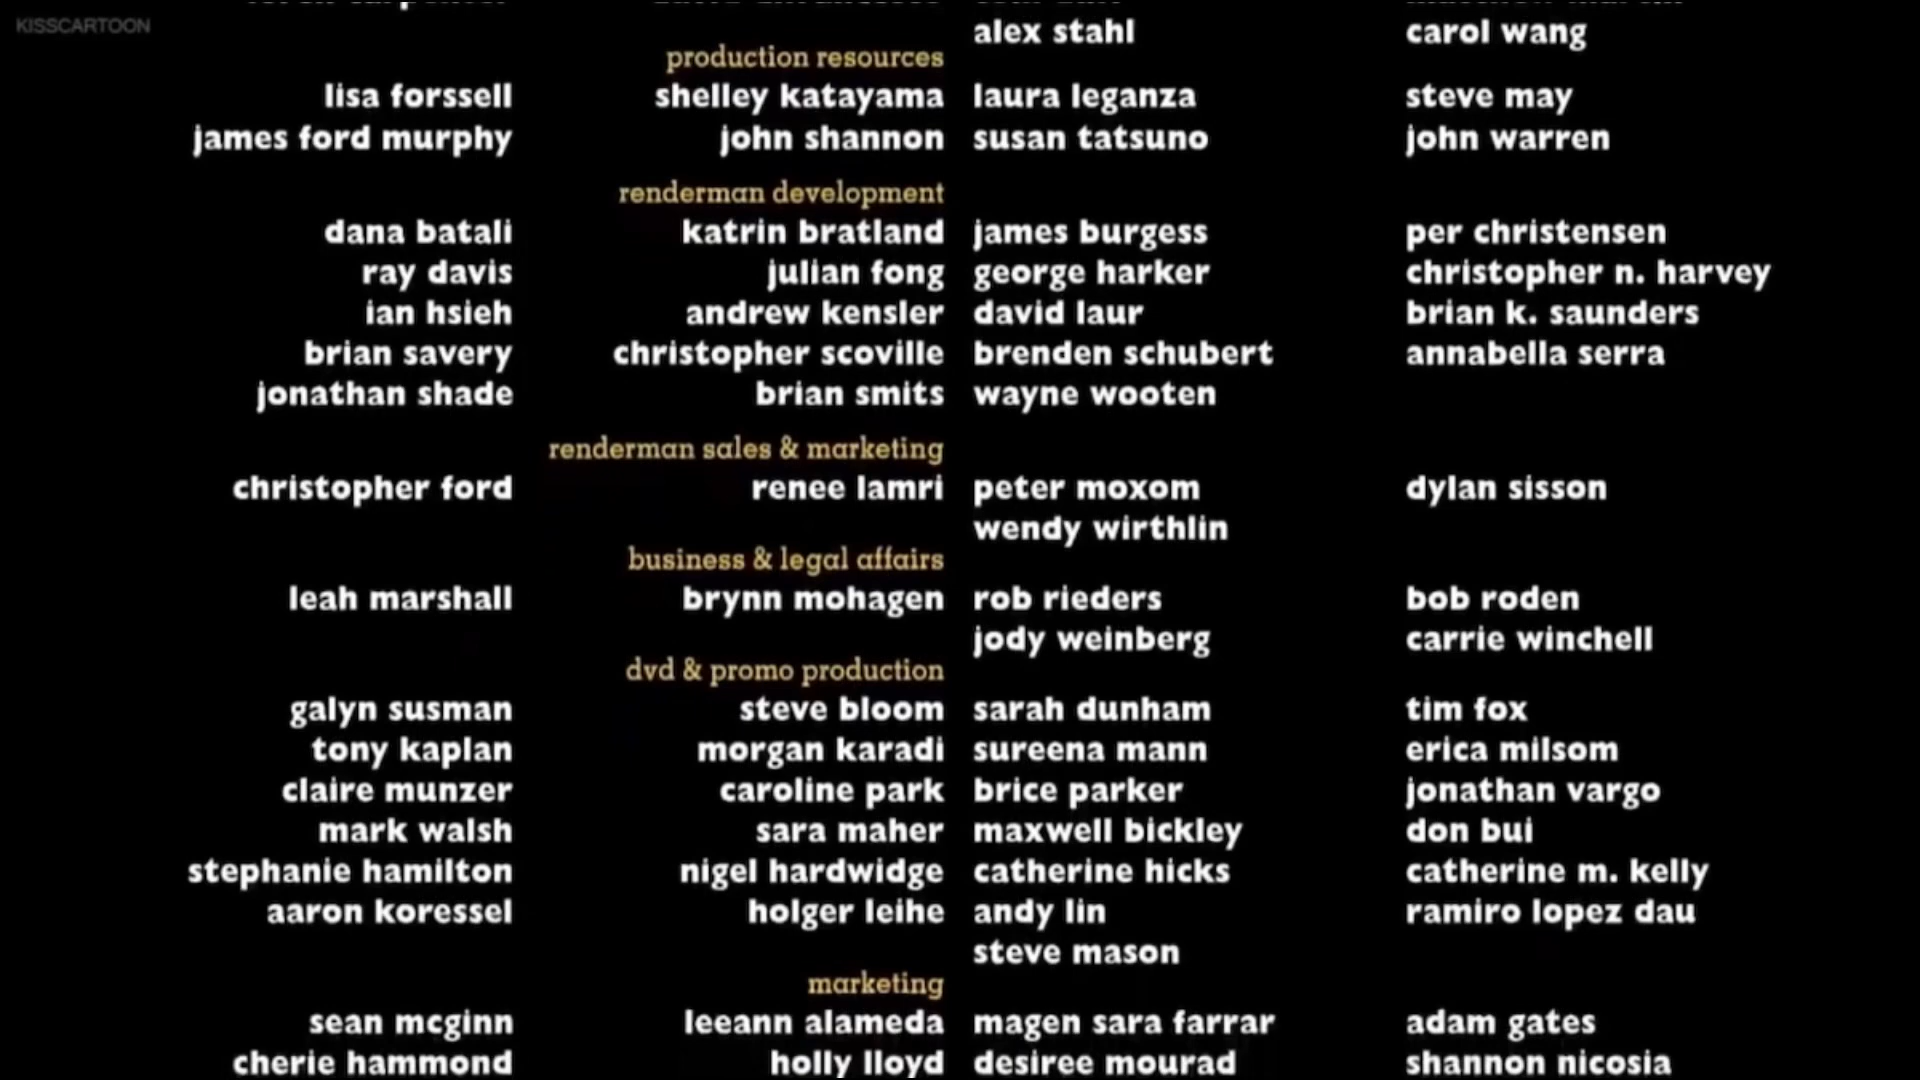 KISSCARTOON
alex stahl carol wang
production resources
lisa forssell shelley katayama laura leganza steve may
james ford murphy john shannon susan tatsuno john warren
renderman development
dana batali katrin bratland james burgess per christensen
ray davis julian fong george harker christopher n. harvey
ian hsieh andrew kensler david laur brian k. saunders
brian savery christopher scoville brenden schubert annabella serra
jonathan shade brian smits wayne wooten
renderman sales & marketing
christopher ford renee lamri peter moxom dylan sisson
wendy wirthlin
business & legal affairs
leah marshall brynn mohagen rob rieders bob roden
jody weinberg carrie winchell
dvd & promo production
galyn susman steve bloom sarah dunham tim fox
tony kaplan morgan karadi sureena mann erica milsom
claire munzer caroline park brice parker jonathan vargo
mark walsh sara maher maxwell bickley don bui
stephanie hamilton nigel hardwidge catherine hicks catherine m. kelly
aaron koressel holger leihe andy lin ramiro lopez dau
steve mason
marketing
sean mcginn leeann alameda magen sara farrar adam gates
cherie hammond holly lloyd desiree mourad shannon nicosia